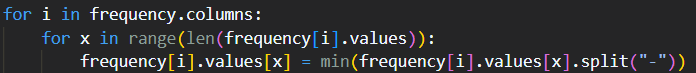 for i in frequency.columns:
    for x in range(len(frequency[i].values)):
        frequency[i].values[x] = min(frequency[i].values[x].split("-"))